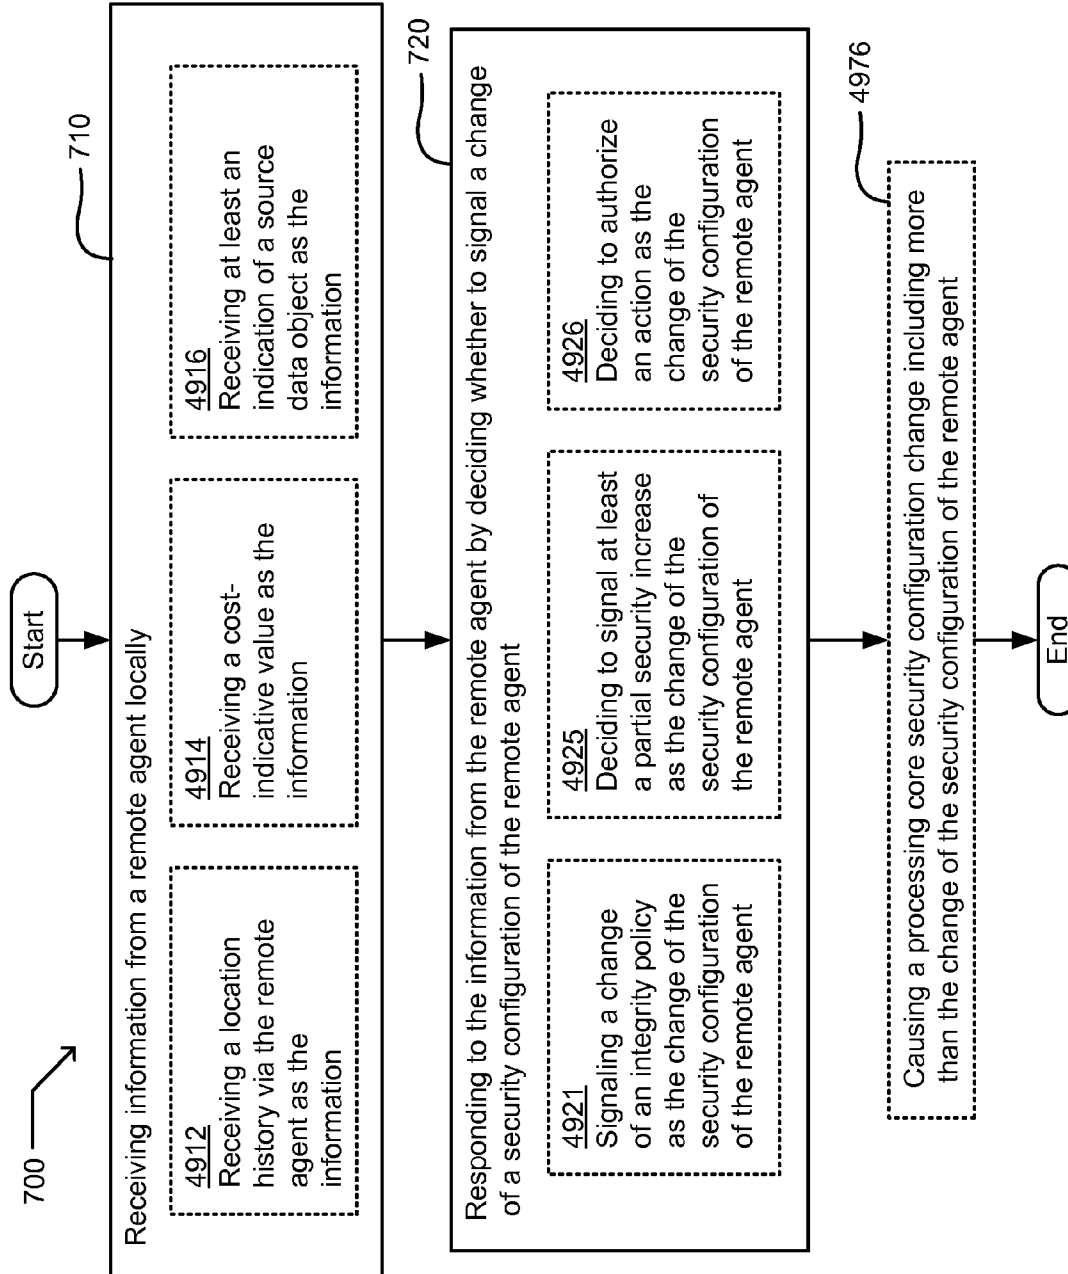 700
Start
710
Receiving information from a remote agent locally
4912
Receiving a location
history via the remote
agent as the
information
4914
Receiving a cost-
indicative value as the
information
4916
Receiving at least an
indication of a source
data object as the
information
720
Responding to the information from the remote agent by deciding whether to signal a change
of a security configuration of the remote agent
4921
Signaling a change
of an integrity policy
as the change of the
security configuration
of the remote agent
4925
Deciding to signal at least
a partial security increase
as the change of the
security configuration of
the remote agent
4926
Deciding to authorize
an action as the
change of the
security configuration
of the remote agent
4976
Causing a processing core security configuration change including more
than the change of the security configuration of the remote agent
End